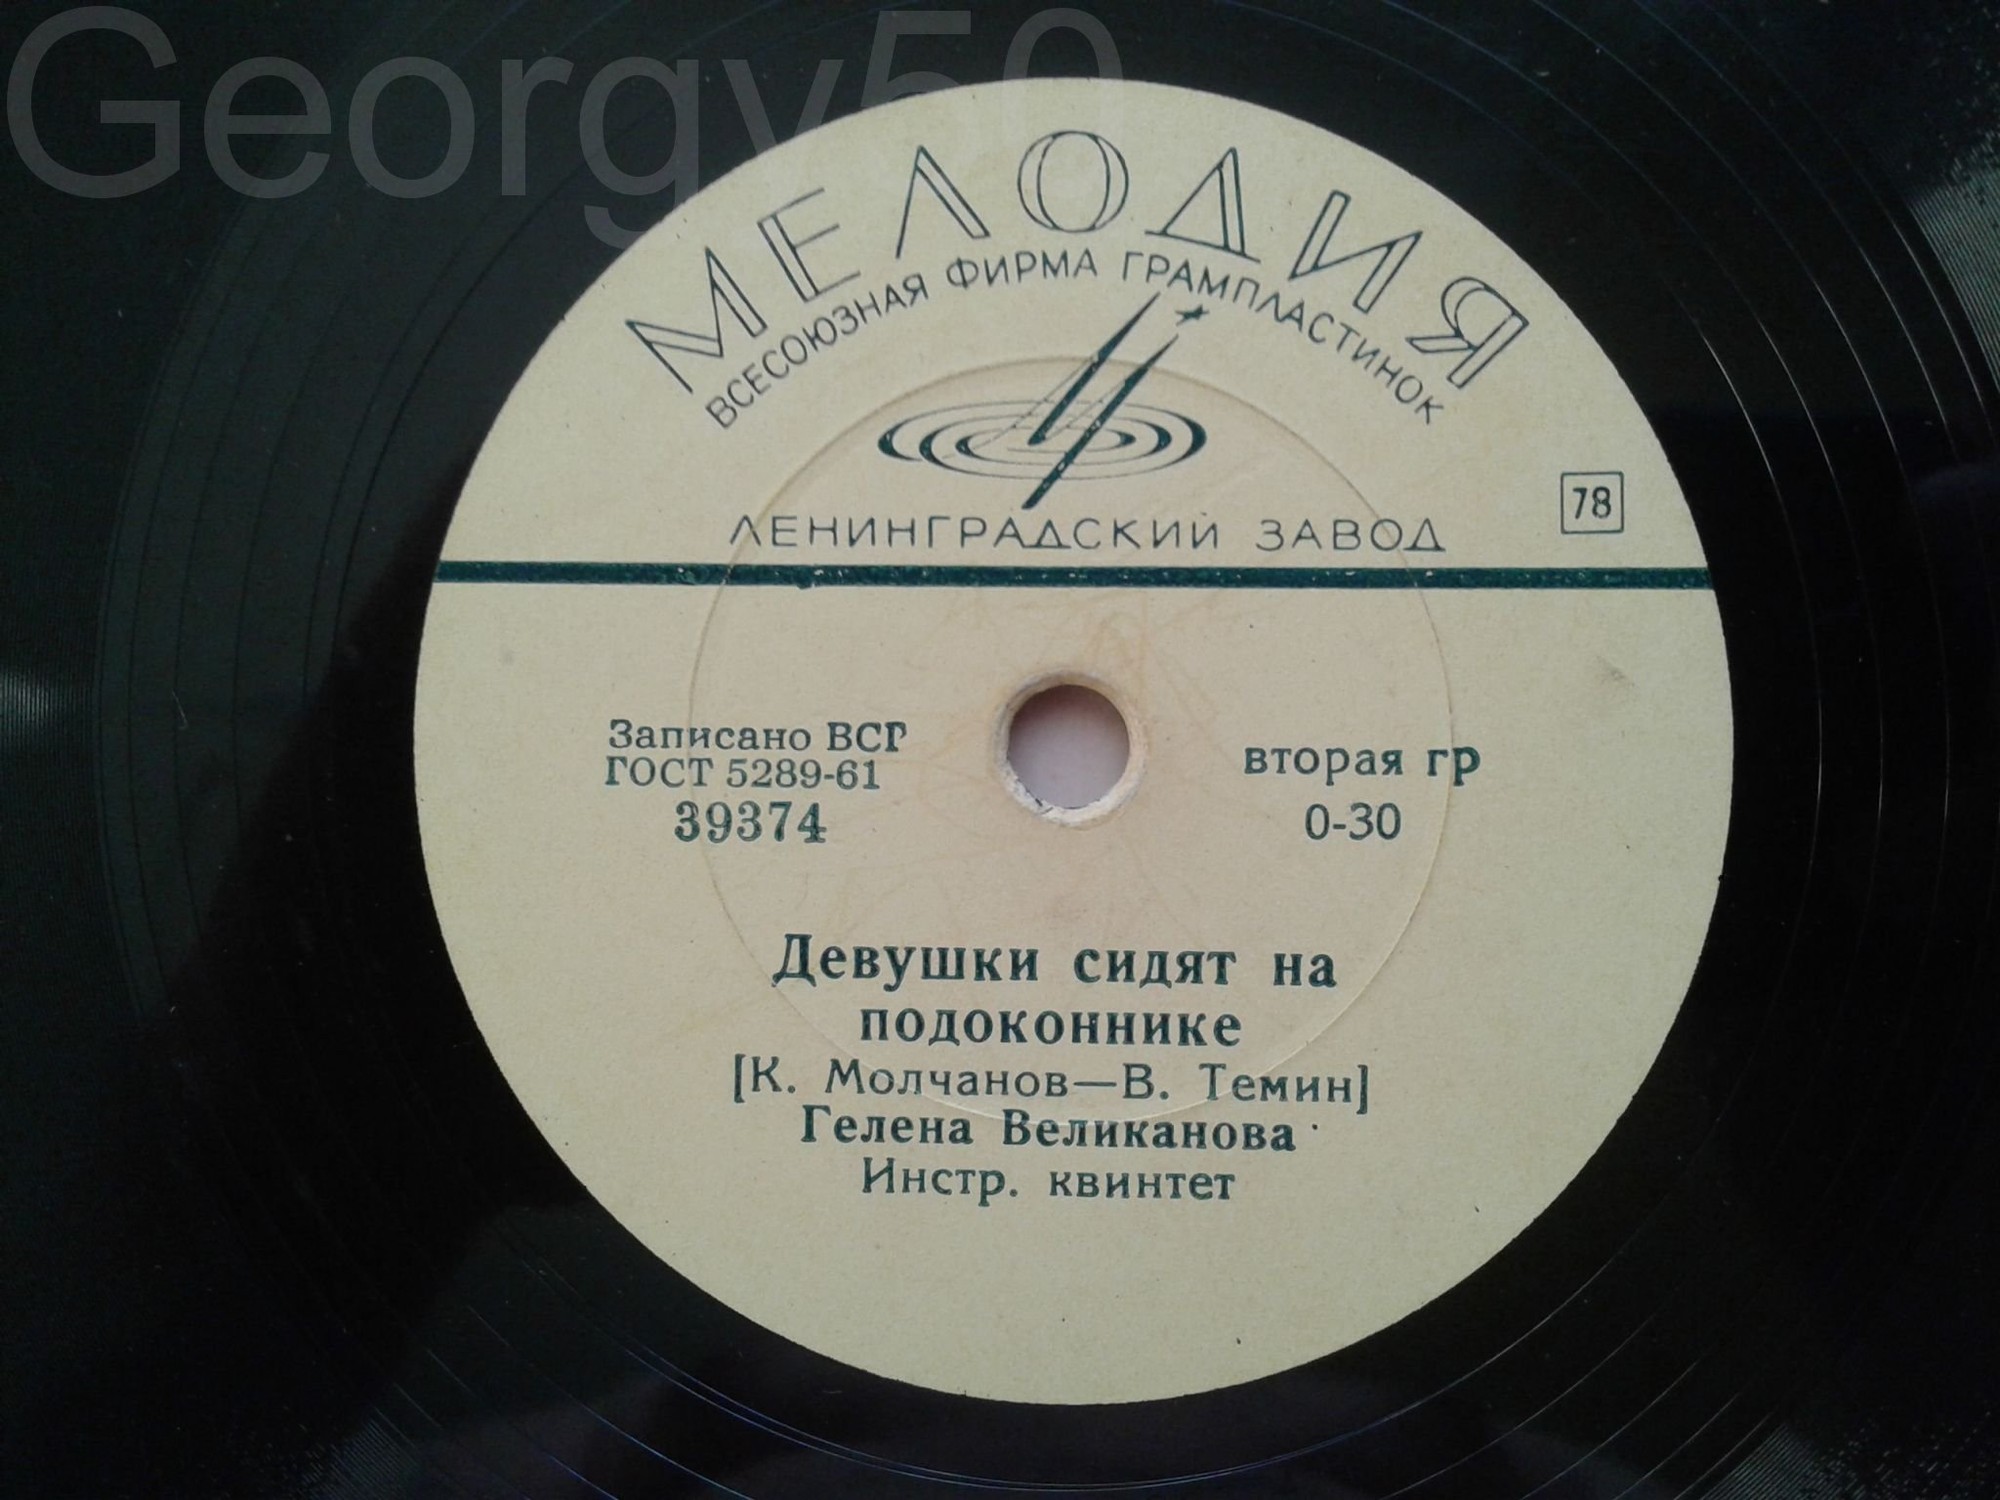 Georgy50
МЕЛОДИЯ
ВСЕСОЮЗНАЯ ФИРМА ГРАМПЛАСТИНОК
ЛЕНИНГРАДСКИЙ ЗАВОД
78
Записано ВСГ
ГОСТ 5289-61
39374
вторая гр
0-30
Девушки сидят на
подоконнике
[К. Молчанов—В. Темин]
Гелена Великанова
Инстр. квинтет